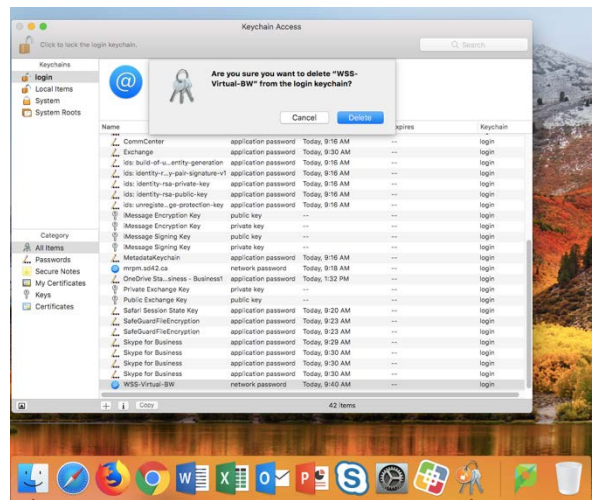 Keychain Access
Click to lock the login keychain.
Search
Keychains
login
Local Items
System
System Roots
Are you sure you want to delete "WSS-
Virtual-BW" from the login keychain?
Cancel
Delete
Name
xpires
Keychain
CommCenter application password Today, 9:16 AM -- login
Exchange application password Today, 9:30 AM -- login
ids: build-of-u...entity-generation application password Today, 9:16 AM -- login
ids: identity-r...y-pair-signature-v1 application password Today, 9:16 AM -- login
ids: identity-rsa-private-key application password Today, 9:16 AM -- login
ids: identity-rsa-public-key application password Today, 9:16 AM -- login
ids: unregiste...ge-protection-key application password Today, 9:16 AM -- login
iMessage Encryption Key public key -- -- login
iMessage Encryption Key private key -- -- login
iMessage Signing Key public key -- -- login
iMessage Signing Key private key -- -- login
MetadataKeychain application password Today, 9:16 AM -- login
mrpm.sd42.ca network password Today, 9:18 AM -- login
OneDrive Sta...siness - Business1 application password Today, 1:32 PM -- login
Private Exchange Key private key -- -- login
Public Exchange Key public key -- -- login
Safari Session State Key application password Today, 9:20 AM -- login
SafeGuardFileEncryption application password Today, 9:23 AM -- login
SafeGuardFileEncryption application password Today, 9:23 AM -- login
Skype for Business application password Today, 9:29 AM -- login
Skype for Business application password Today, 9:30 AM -- login
Skype for Business application password Today, 9:30 AM -- login
Skype for Business application password Today, 9:30 AM -- login
WSS-Virtual-BW network password Today, 9:40 AM -- login
Category
All Items
Passwords
Secure Notes
My Certificates
Keys
Certificates
+ i Copy
42 items